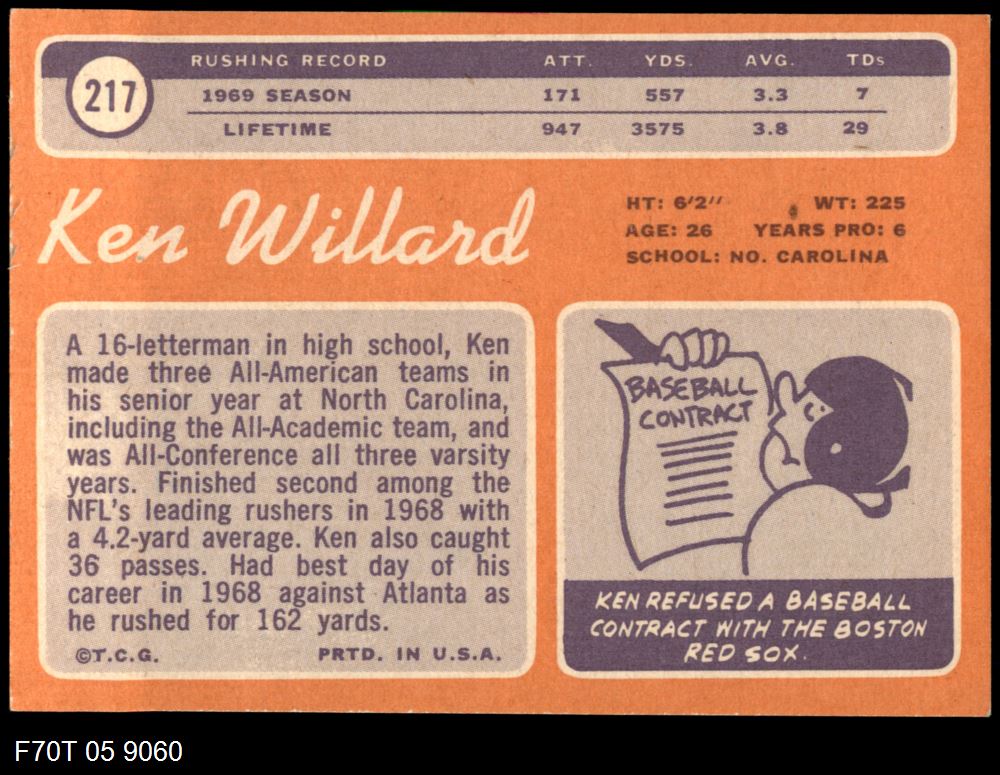 217
RUSHING RECORD ATT. YDS. AVG. TDs
1969 SEASON 171 557 3.3 7
LIFETIME 947 3575 3.8 29
Ken Willard
HT: 6'2" WT: 225
AGE: 26 YEARS PRO: 6
SCHOOL: NO. CAROLINA
A 16-letterman in high school, Ken
made three All-American teams in
his senior year at North Carolina,
including the All-Academic team, and
was All-Conference all three varsity
years. Finished second among the
NFL's leading rushers in 1968 with
a 4.2-yard average. Ken also caught
36 passes. Had best day of his
career in 1968 against Atlanta as
he rushed for 162 yards.
©T.C.G. PRTD. IN U.S.A.
BASEBALL
CONTRACT
KEN REFUSED A BASEBALL
CONTRACT WITH THE BOSTON
RED SOX.
F70T 05 9060